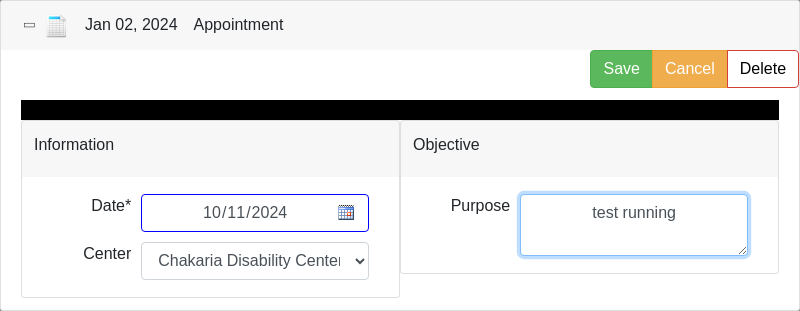 Jan 02, 2024 Appointment
Save Cancel Delete
Information
Date* 10/11/2024
Center Chakaria Disability Center
Objective
Purpose test running